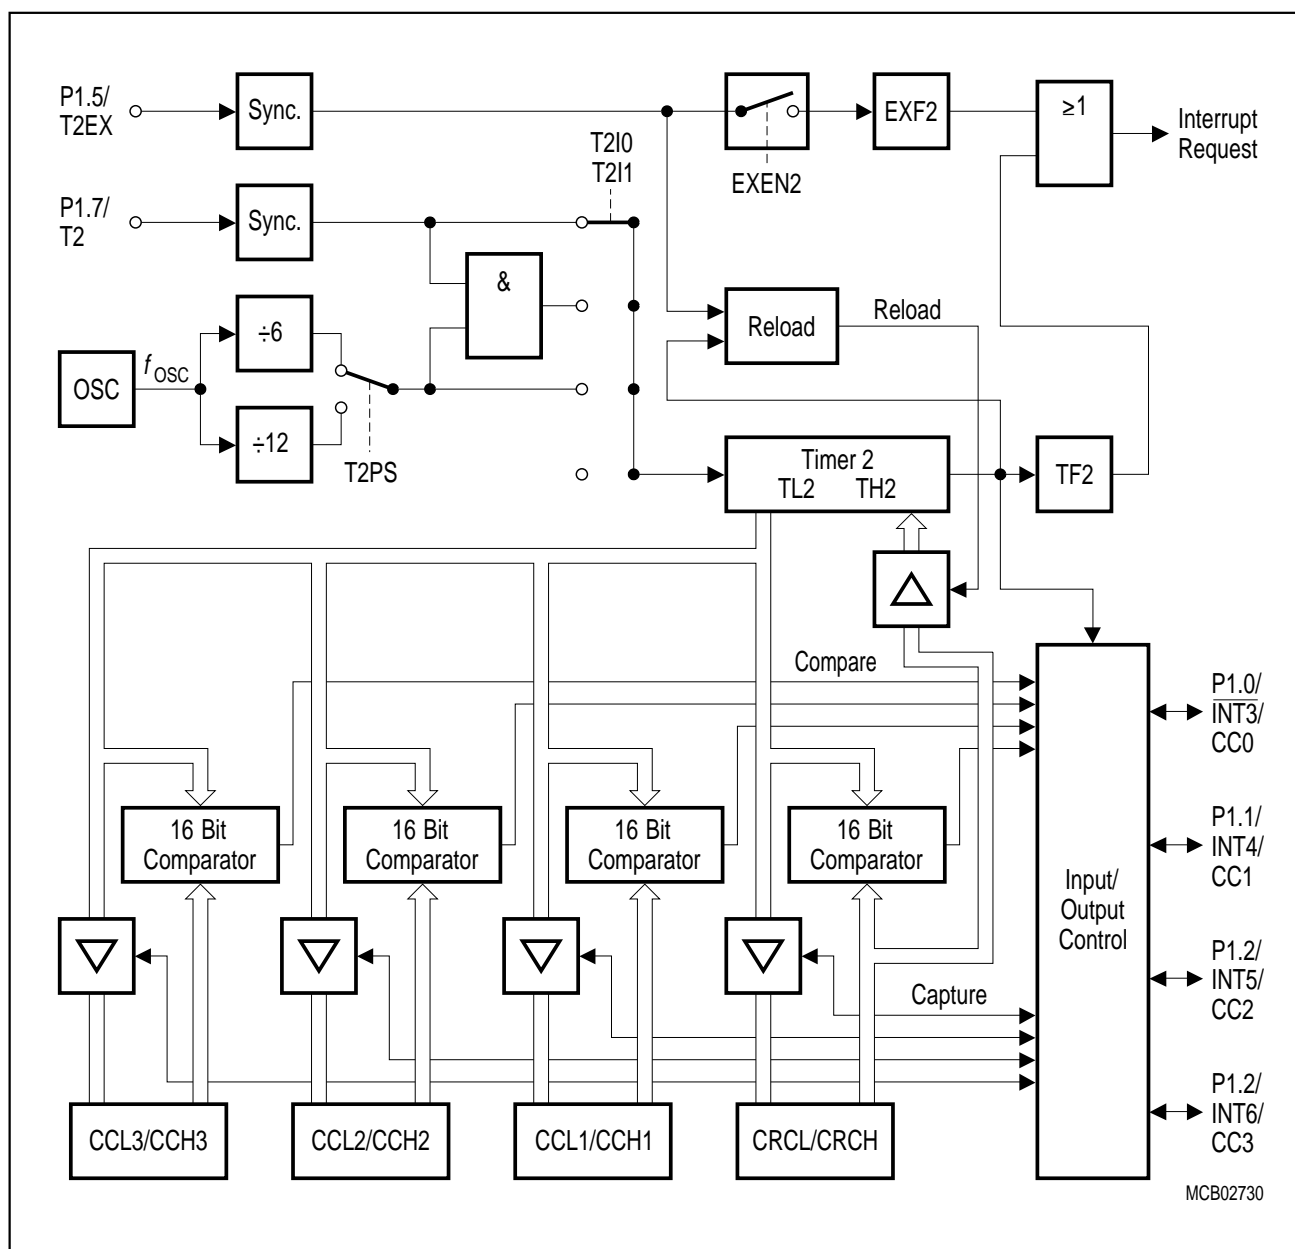 P1.5/
T2EX
Sync.
EXEN2
EXF2
≥1
Interrupt
Request
P1.7/
T2
Sync.
T2I0
T2I1
&
÷6
OSC
fOSC
÷12
T2PS
Reload
Reload
Timer 2
TL2 TH2
TF2
Compare
16 Bit
Comparator
16 Bit
Comparator
16 Bit
Comparator
16 Bit
Comparator
Capture
CCL3/CCH3
CCL2/CCH2
CCL1/CCH1
CRCL/CRCH
Input/
Output
Control
P1.0/
INT3/
CC0
P1.1/
INT4/
CC1
P1.2/
INT5/
CC2
P1.2/
INT6/
CC3
MCB02730